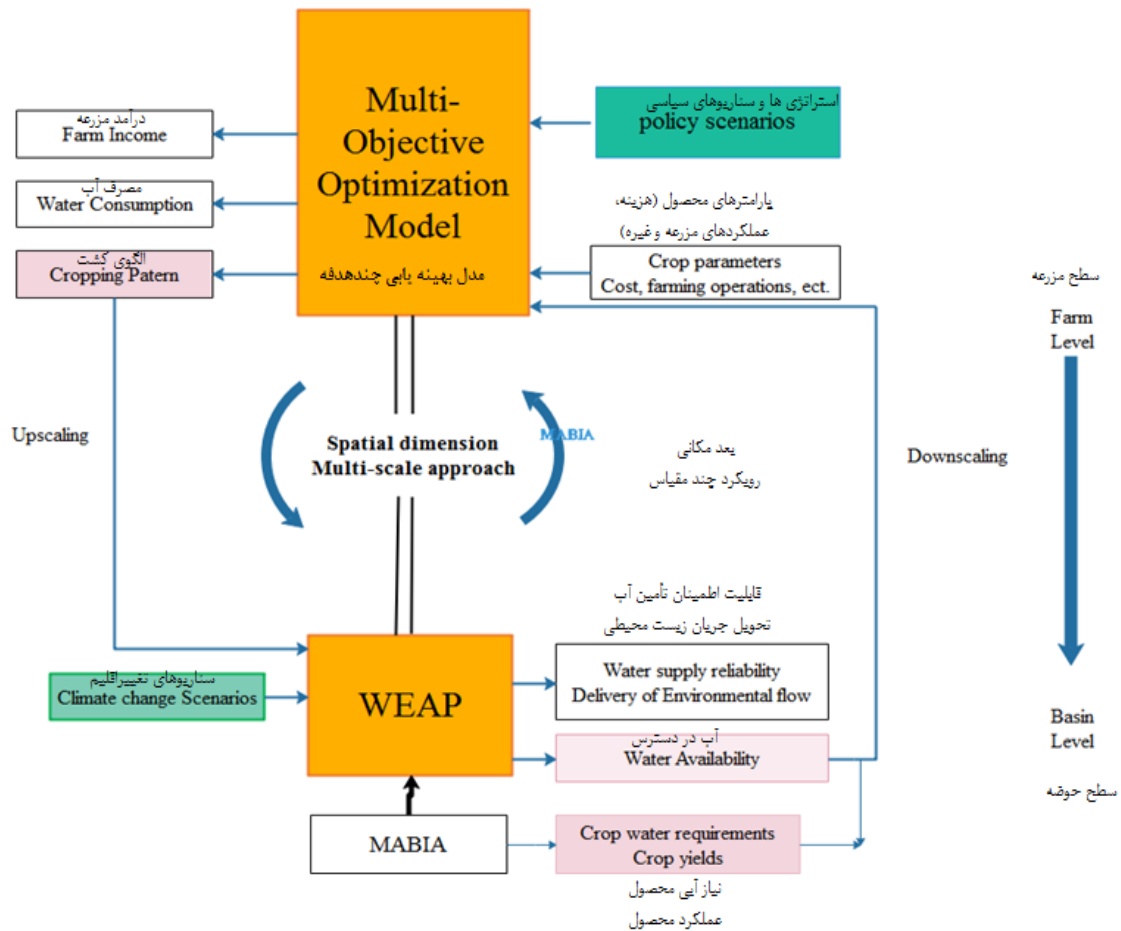 Multi-
Objective
Optimization
Model
مدل بهینه یابی چندهدفه
درآمد مزرعه
Farm Income
مصرف آب
Water Consumption
الگوی کشت
Cropping Patern
استراتژی ها و سناریوهای سیاسی
policy scenarios
پارامترهای محصول (هزینه،
عملکردهای مزرعه و غیره)
Crop parameters
Cost, farming operations, ect.
سطح مزرعه
Farm
Level
Upscaling
Spatial dimension
Multi-scale approach
MABIA
بعد مکانی
رویکرد چند مقیاس
Downscaling
قابلیت اطمینان تأمین آب
تحویل جریان زیست محیطی
Water supply reliability
Delivery of Environmental flow
سناریوهای تغییراقلیم
Climate change Scenarios
WEAP
آب در دسترس
Water Availability
Basin
Level
سطح حوضه
MABIA
Crop water requirements
Crop yields
نیاز آبی محصول
عملکرد محصول